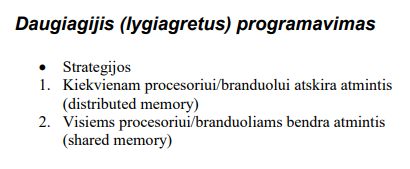 Daugiagijis (lygiagretus) programavimas
• Strategijos
1. Kiekvienam procesoriui/branduolui atskira atmintis
(distributed memory)
2. Visiems procesoriui/branduoliams bendra atmintis
(shared memory)